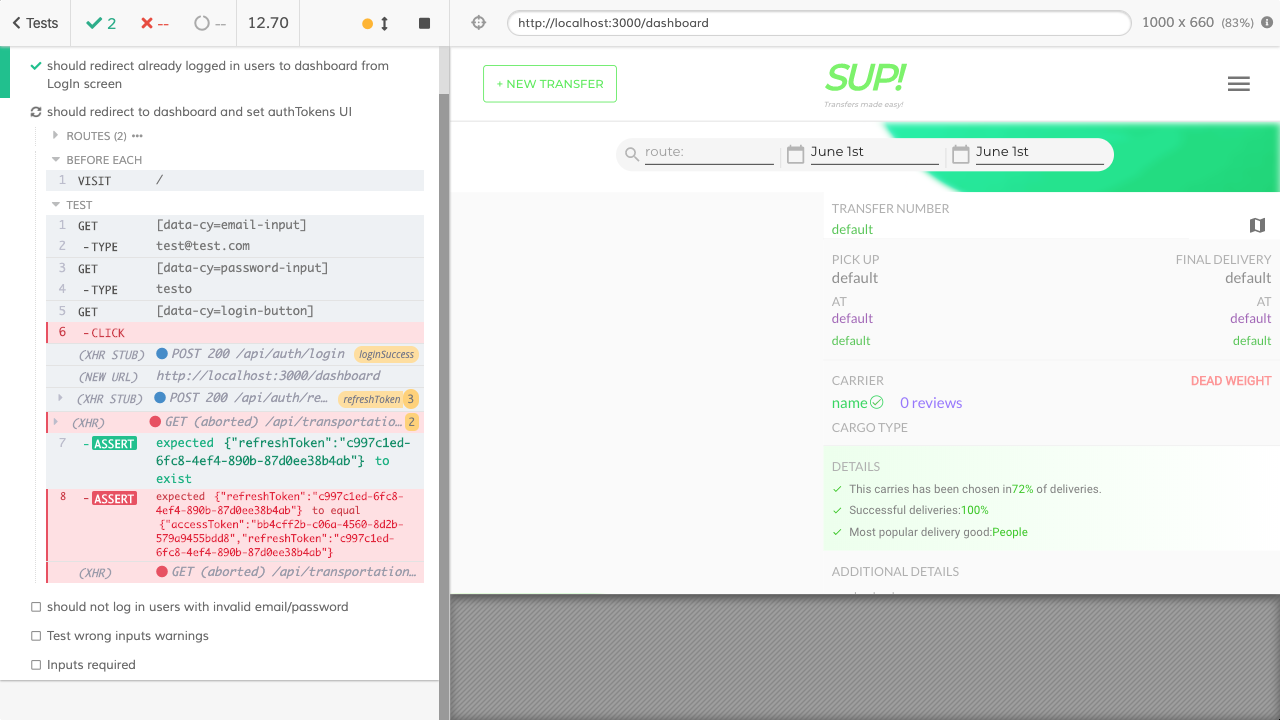 Tests
2
--
--
12.70
http://localhost:3000/dashboard
1000 x 660 (83%)
should redirect already logged in users to dashboard from
LogIn screen
should redirect to dashboard and set authTokens UI
ROUTES (2)
BEFORE EACH
1 VISIT /
TEST
1 GET [data-cy=email-input]
2 -TYPE test@test.com
3 GET [data-cy=password-input]
4 -TYPE testo
5 GET [data-cy=login-button]
6 -CLICK
(XHR STUB) POST 200 /api/auth/login loginSuccess
(NEW URL) http://localhost:3000/dashboard
(XHR STUB) POST 200 /api/auth/re… refreshToken 3
(XHR) GET (aborted) /api/transportatio… 2
7 -ASSERT expected {"refreshToken":"c997c1ed-
6fc8-4ef4-890b-87d0ee38b4ab"} to
exist
8 -ASSERT expected {"refreshToken":"c997c1ed-6fc8-
4ef4-890b-87d0ee38b4ab"} to equal
{"accessToken":"bb4cff2b-c06a-4560-8d2b-
579a9455bdd8","refreshToken":"c997c1ed-
6fc8-4ef4-890b-87d0ee38b4ab"}
(XHR) GET (aborted) /api/transportation…
should not log in users with invalid email/password
Test wrong inputs warnings
Inputs required
+ NEW TRANSFER
SUP!
Transfers made easy!
route:
June 1st
June 1st
TRANSFER NUMBER
default
PICK UP FINAL DELIVERY
default default
AT AT
default default
default default
CARRIER DEAD WEIGHT
name 0 reviews
CARGO TYPE
DETAILS
This carries has been chosen in72% of deliveries.
Successful deliveries:100%
Most popular delivery good:People
ADDITIONAL DETAILS